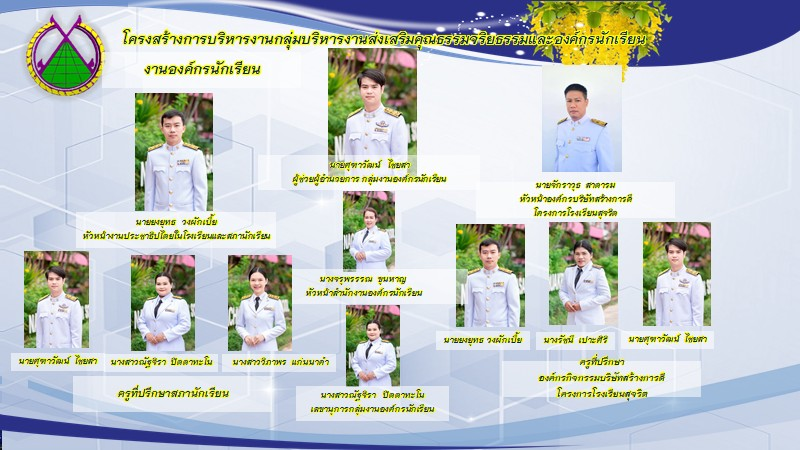 โครงสร้างการบริหารงานกลุ่มบริหารงานส่งเสริมคุณธรรมจริยธรรมและองค์กรนักเรียน
งานองค์กรนักเรียน
นายศุฑาวัฒน์ ไชยสา
ผู้ช่วยผู้อำนวยการ กลุ่มงานองค์กรนักเรียน
นายจักราวุธ สาดารม
หัวหน้าองค์กรบริษัทสร้างการดี
โครงการโรงเรียนสุจริต
นายยงยุทธ วงผักเบี้ย
หัวหน้างานประชาธิปไตยในโรงเรียนและสภานักเรียน
นางจรุพรรณ ขุนหาญ
หัวหน้าสำนักงานองค์กรนักเรียน
นายศุฑาวัฒน์ ไชยสา
นางสาวณัฐจิรา ปัดตาทะโน
นางสาววิภาพร แก่นนาคำ
ครูที่ปรึกษาสภานักเรียน
นางสาวณัฐจิรา ปัดตาทะโน
เลขานุการกลุ่มงานองค์กรนักเรียน
นายยงยุทธ วงผักเบี้ย
นางรัชนี เปาะศิริ
นายศุฑาวัฒน์ ไชยสา
ครูที่ปรึกษา
องค์กรกิจกรรมบริษัทสร้างการดี
โครงการโรงเรียนสุจริต